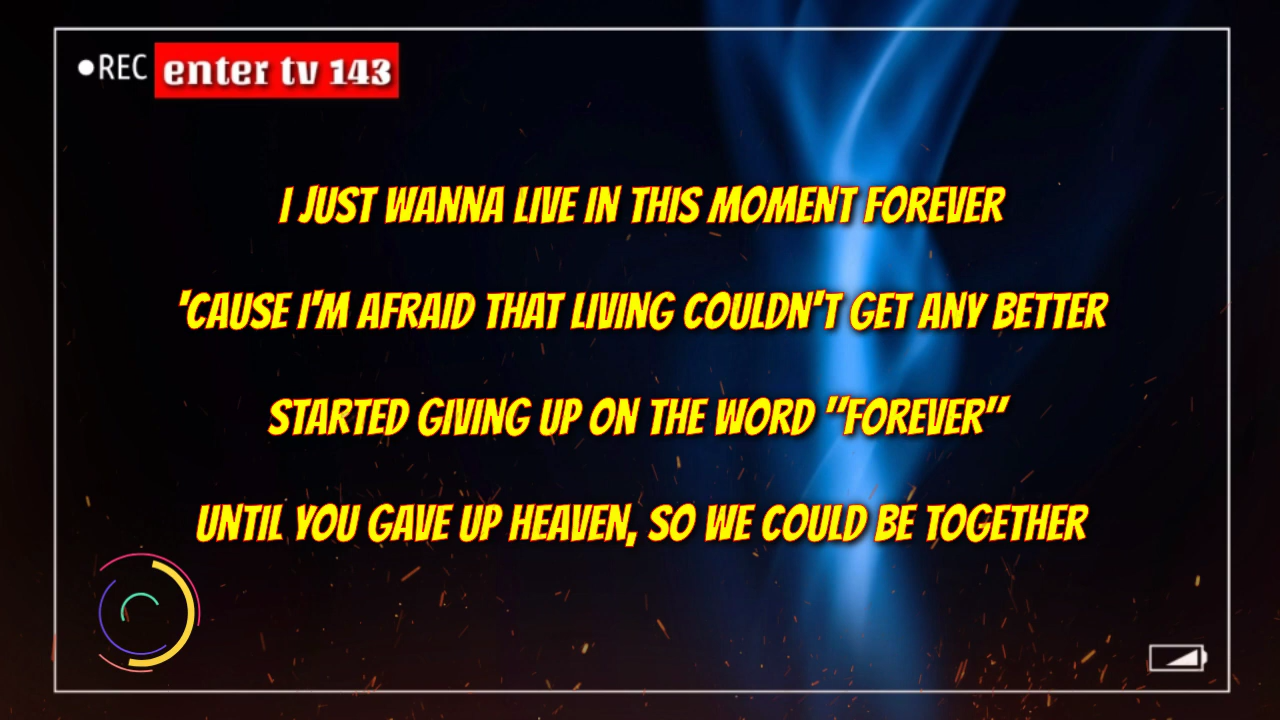 ●REC enter tv 143
I JUST WANNA LIVE IN THIS MOMENT FOREVER
'CAUSE I'M AFRAID THAT LIVING COULDN'T GET ANY BETTER
STARTED GIVING UP ON THE WORD "FOREVER"
UNTIL YOU GAVE UP HEAVEN, SO WE COULD BE TOGETHER